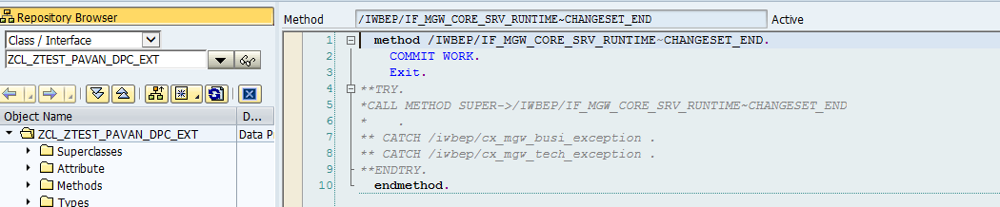 Repository Browser
Class / Interface
ZCL_ZTEST_PAVAN_DPC_EXT
Object Name D...
ZCL_ZTEST_PAVAN_DPC_EXT Data P
Superclasses
Attribute
Methods
Types
Method /IWBEP/IF_MGW_CORE_SRV_RUNTIME~CHANGESET_END Active
1 method /IWBEP/IF_MGW_CORE_SRV_RUNTIME~CHANGESET_END.
2 COMMIT WORK.
3 Exit.
4 **TRY.
5 *CALL METHOD SUPER->/IWBEP/IF_MGW_CORE_SRV_RUNTIME~CHANGESET_END
6 * .
7 ** CATCH /iwbep/cx_mgw_busi_exception .
8 ** CATCH /iwbep/cx_mgw_tech_exception .
9 **ENDTRY.
10 endmethod.